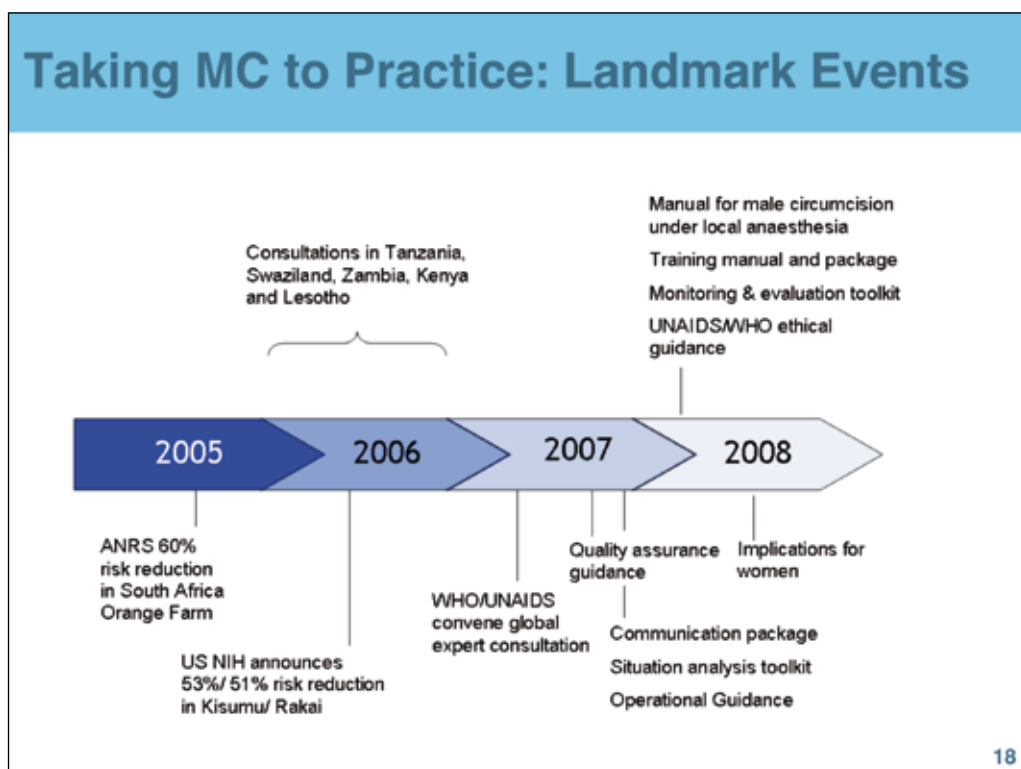 Taking MC to Practice: Landmark Events
Manual for male circumcision
under local anaesthesia
Training manual and package
Monitoring & evaluation toolkit
UNAIDS/WHO ethical
guidance
Consultations in Tanzania,
Swaziland, Zambia, Kenya
and Lesotho
2005
2006
2007
2008
ANRS 60%
risk reduction
in South Africa
Orange Farm
US NIH announces
53%/ 51% risk reduction
in Kisumu/ Rakai
WHO/UNAIDS
convene global
expert consultation
Quality assurance
guidance
Communication package
Situation analysis toolkit
Operational Guidance
Implications for
women
18